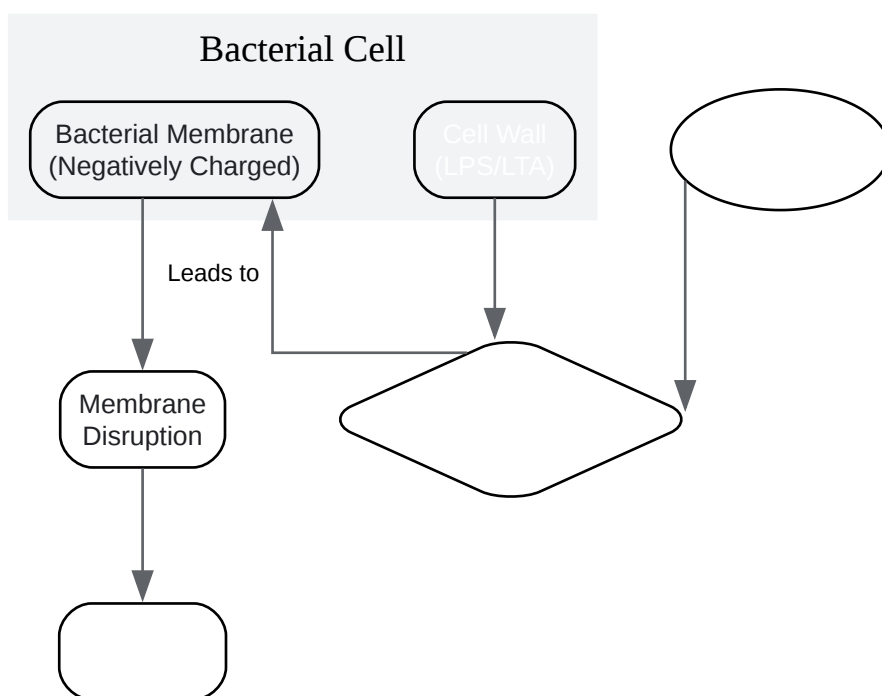 Bacterial Cell
Bacterial Membrane
(Negatively Charged)
Cell Wall
(LPS/LTA)
Leads to
Membrane
Disruption